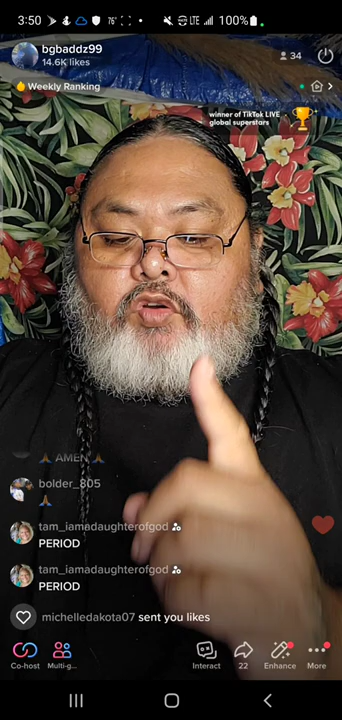 3:50
76°
LTE
100%
bgbaddz99
14.6K likes
34
Weekly Ranking
winner of TikTok LIVE
global superstars
AMEN
bolder_805
tam_iamadaughterofgod
PERIOD
tam_iamadaughterofgod
PERIOD
michelledakota07 sent you likes
Co-host
Multi-g...
Interact
22
Enhance
More